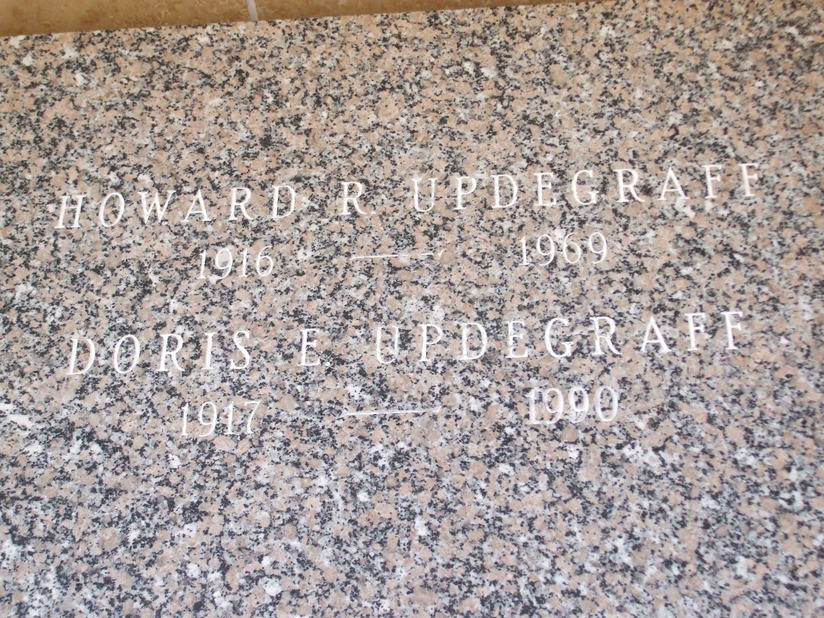 HOWARD R. UPDEGRAFF
1916 — 1969
DORIS E. UPDEGRAFF
1917 — 1990